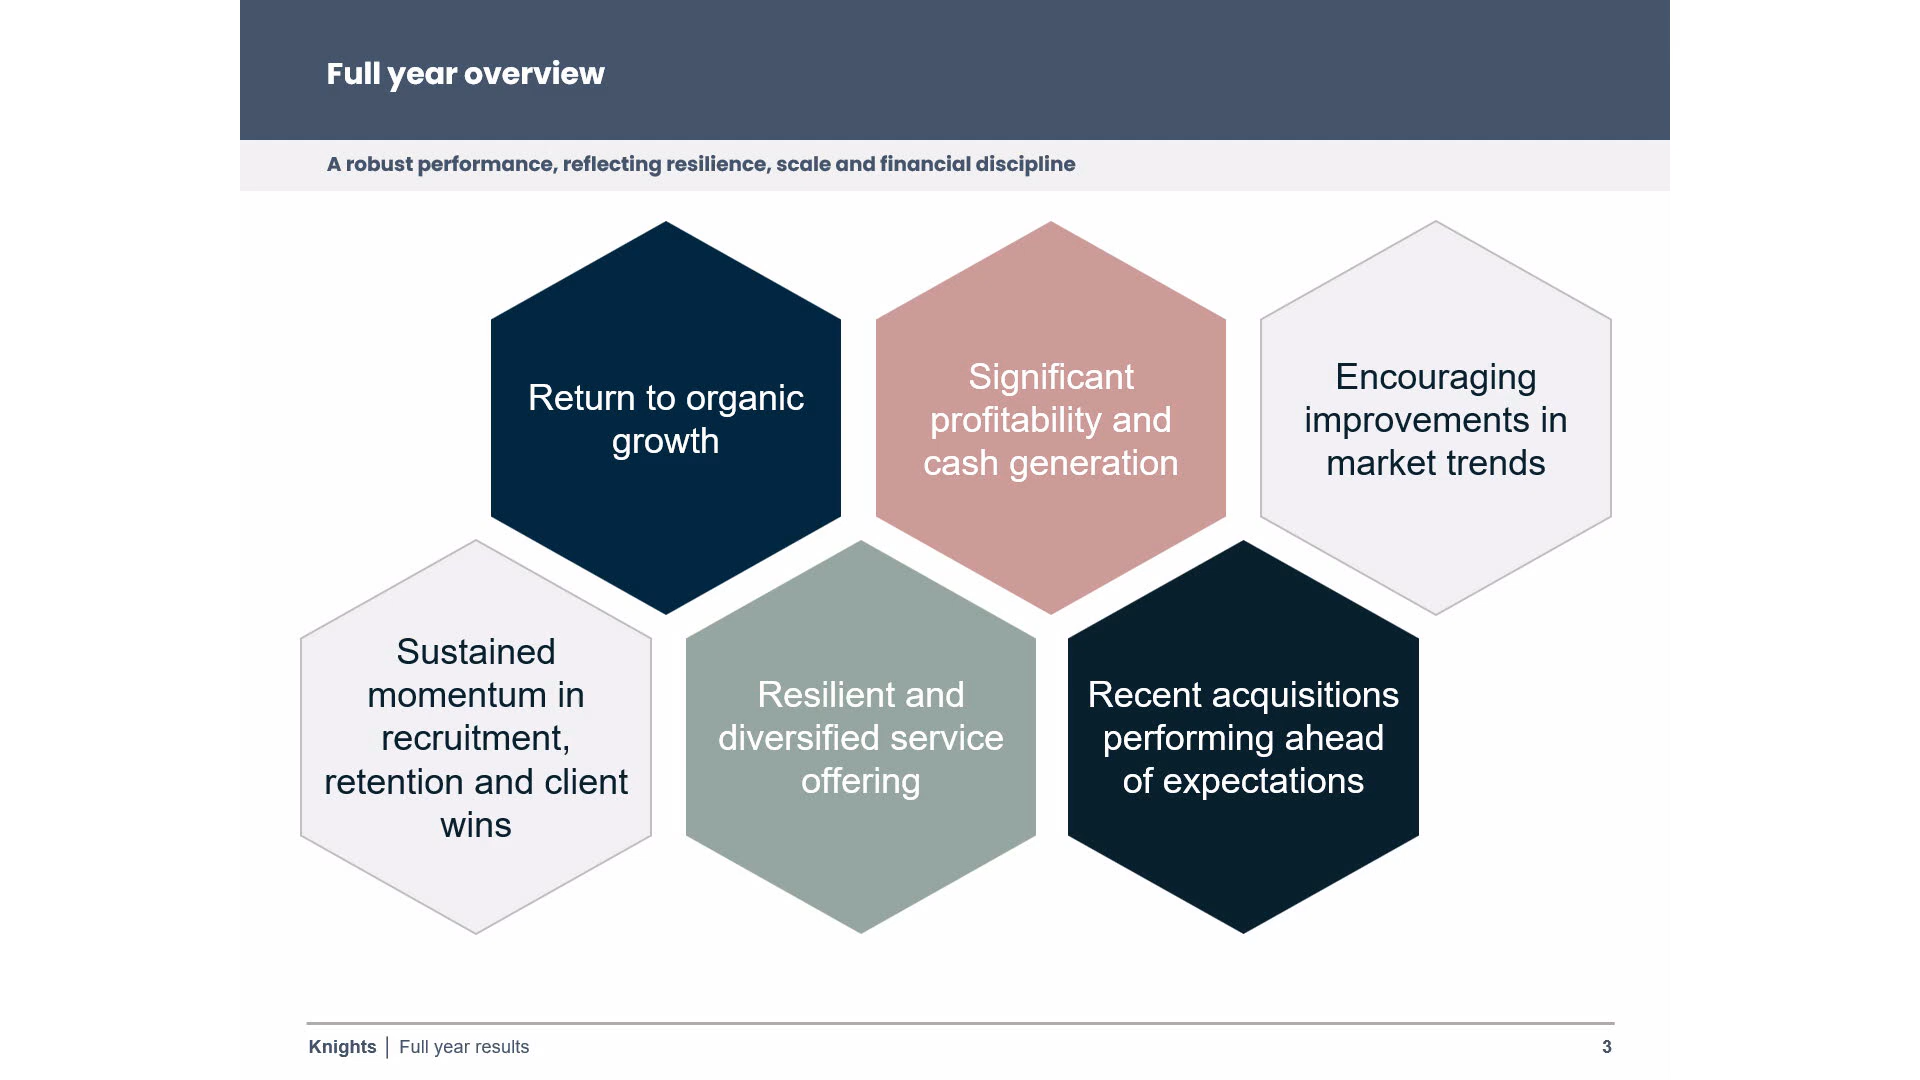 Full year overview
A robust performance, reflecting resilience, scale and financial discipline
Return to organic
growth
Significant
profitability and
cash generation
Encouraging
improvements in
market trends
Sustained
momentum in
recruitment,
retention and client
wins
Resilient and
diversified service
offering
Recent acquisitions
performing ahead
of expectations
Knights | Full year results
3